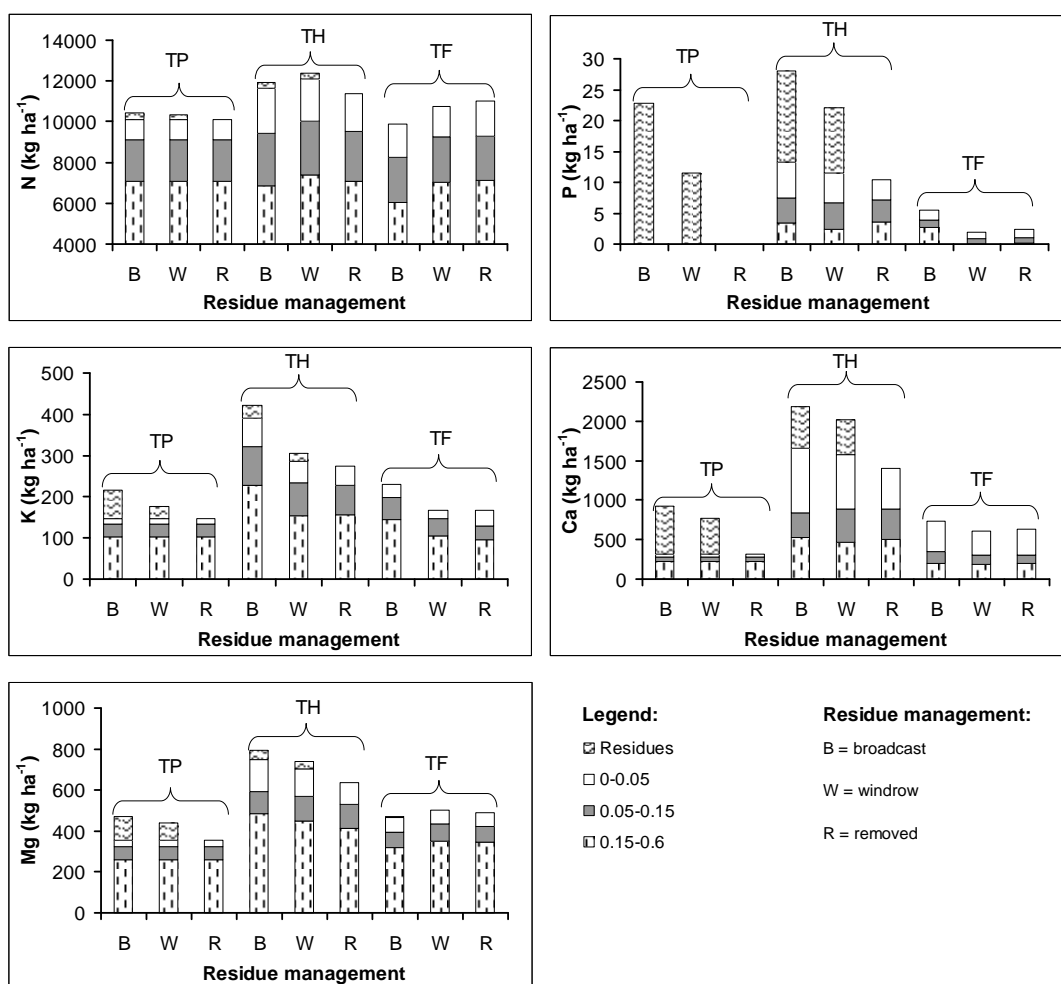 14000
12000
10000
8000
6000
4000
N (kg ha⁻¹)
TP
TH
TF
B W R B W R B W R
Residue management
30
25
20
15
10
5
0
P (kg ha⁻¹)
TP
TH
TF
B W R B W R B W R
Residue management
500
400
300
200
100
0
K (kg ha⁻¹)
TP
TH
TF
B W R B W R B W R
Residue management
2500
2000
1500
1000
500
0
Ca (kg ha⁻¹)
TP
TH
TF
B W R B W R B W R
Residue management
1000
800
600
400
200
0
Mg (kg ha⁻¹)
TP
TH
TF
B W R B W R B W R
Residue management
Legend:
Residues
0-0.05
0.05-0.15
0.15-0.6
Residue management:
B = broadcast
W = windrow
R = removed